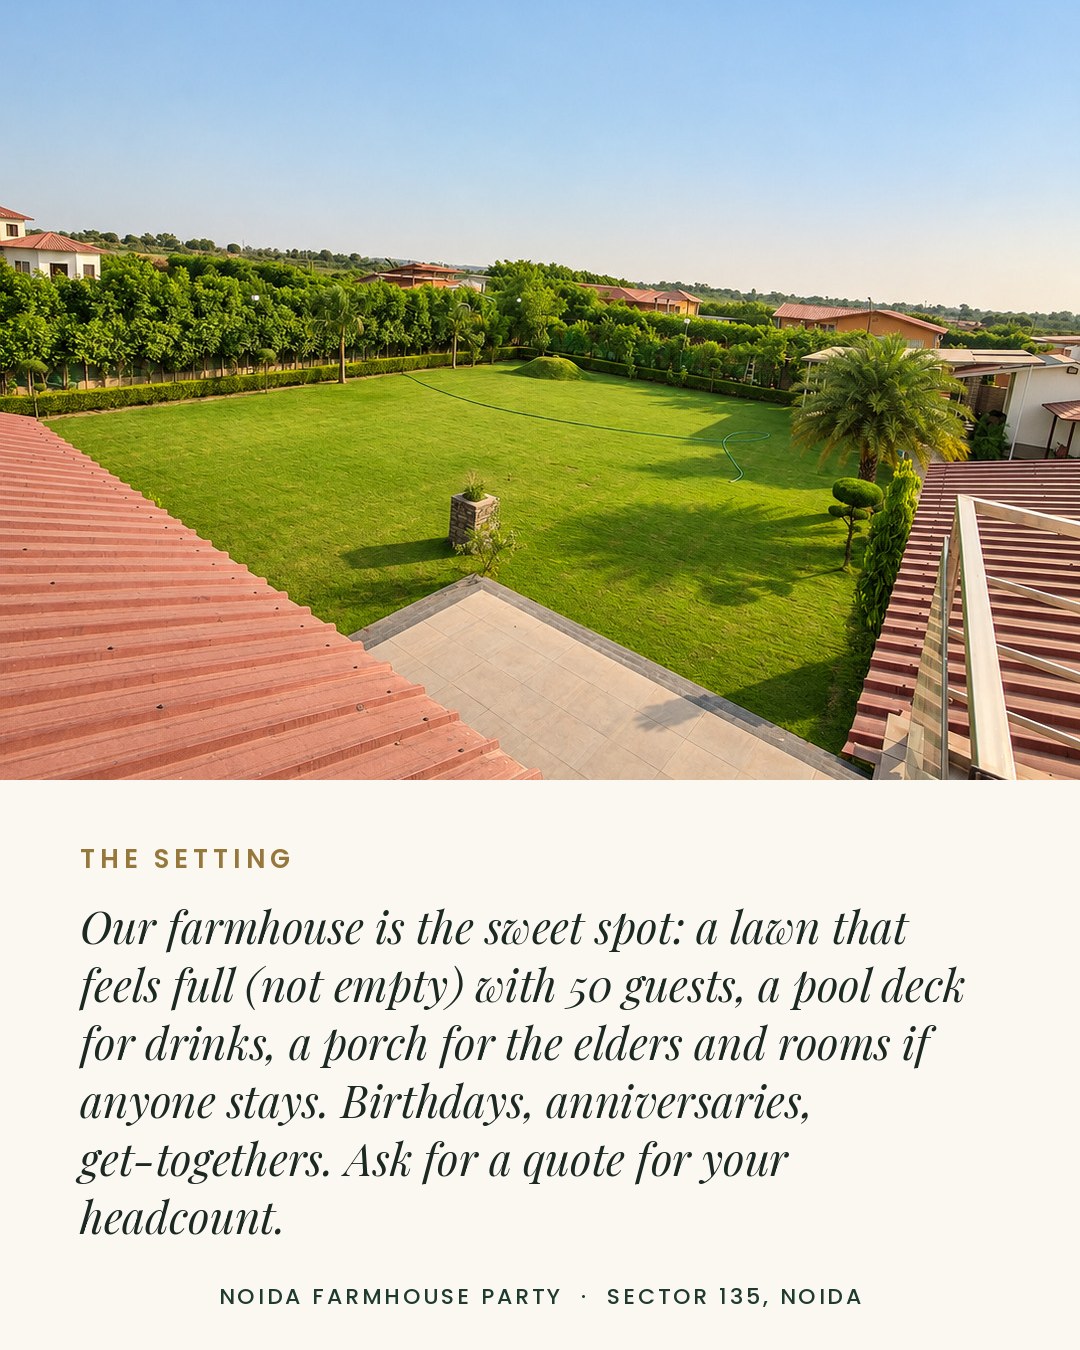 THE SETTING
Our farmhouse is the sweet spot: a lawn that
feels full (not empty) with 50 guests, a pool deck
for drinks, a porch for the elders and rooms if
anyone stays. Birthdays, anniversaries,
get-togethers. Ask for a quote for your
headcount.
NOIDA FARMHOUSE PARTY · SECTOR 135, NOIDA